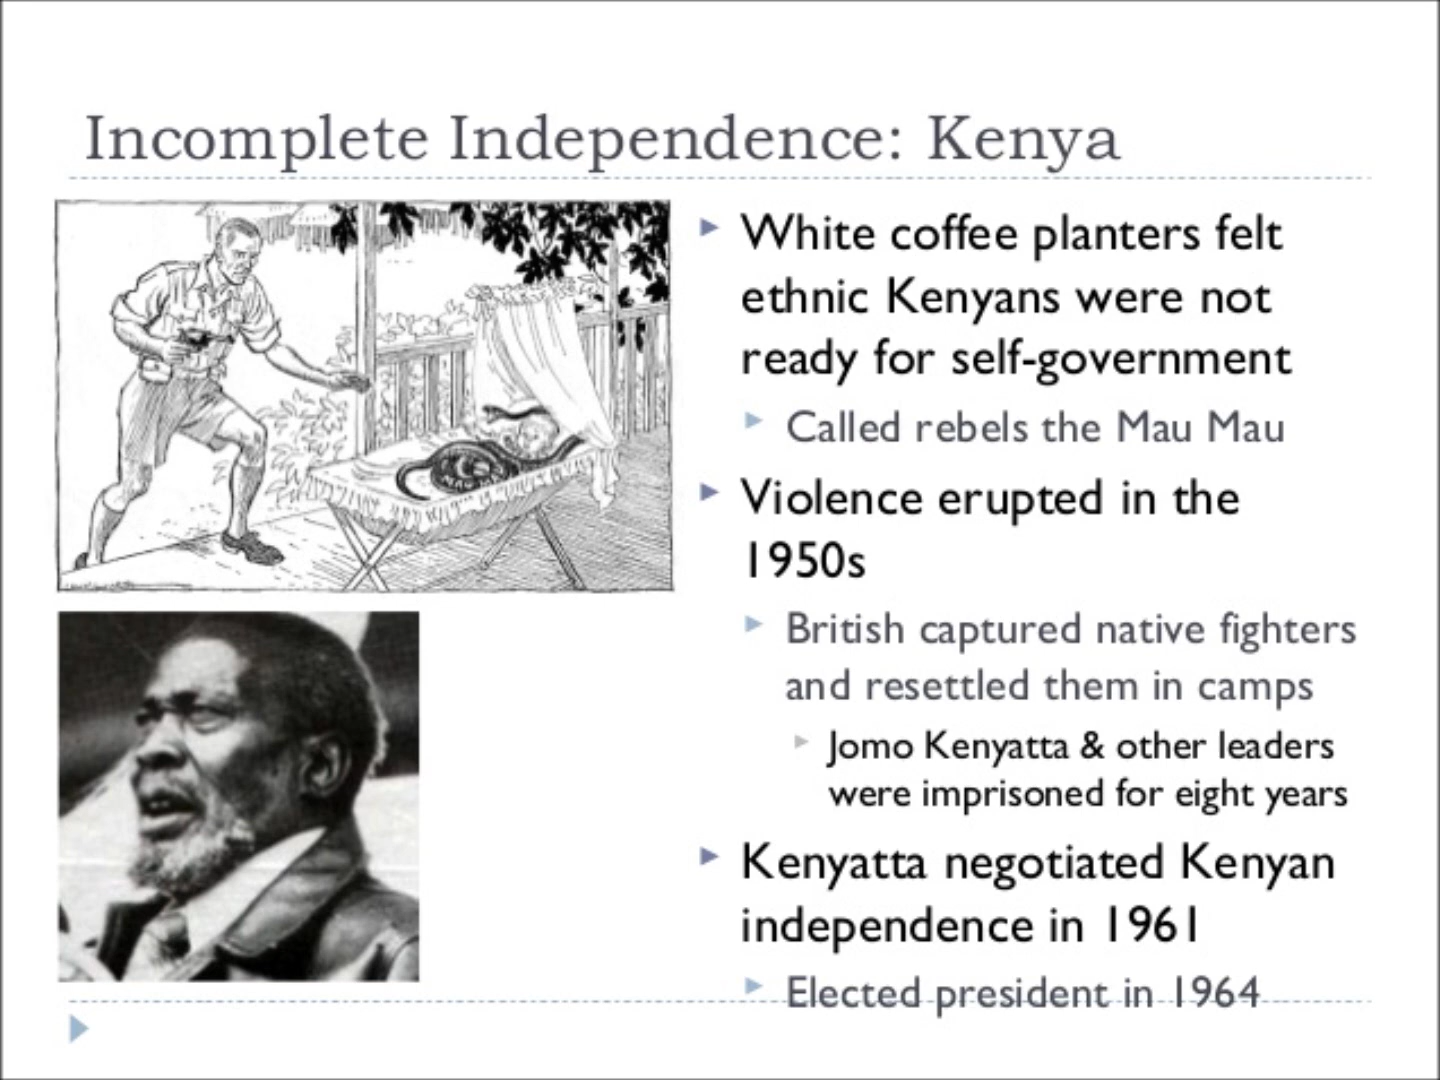 Incomplete Independence: Kenya
White coffee planters felt
ethnic Kenyans were not
ready for self-government
Called rebels the Mau Mau
Violence erupted in the
1950s
British captured native fighters
and resettled them in camps
Jomo Kenyatta & other leaders
were imprisoned for eight years
Kenyatta negotiated Kenyan
independence in 1961
Elected president in 1964
MAU MAU